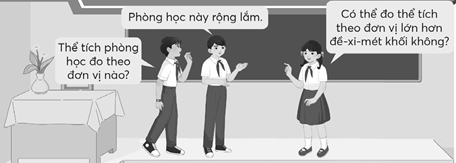 Phòng học này rộng lắm.
Thể tích phòng
học đo theo
đơn vị nào?
Có thể đo thể tích
theo đơn vị lớn hơn
đề-xi-mét khối không?